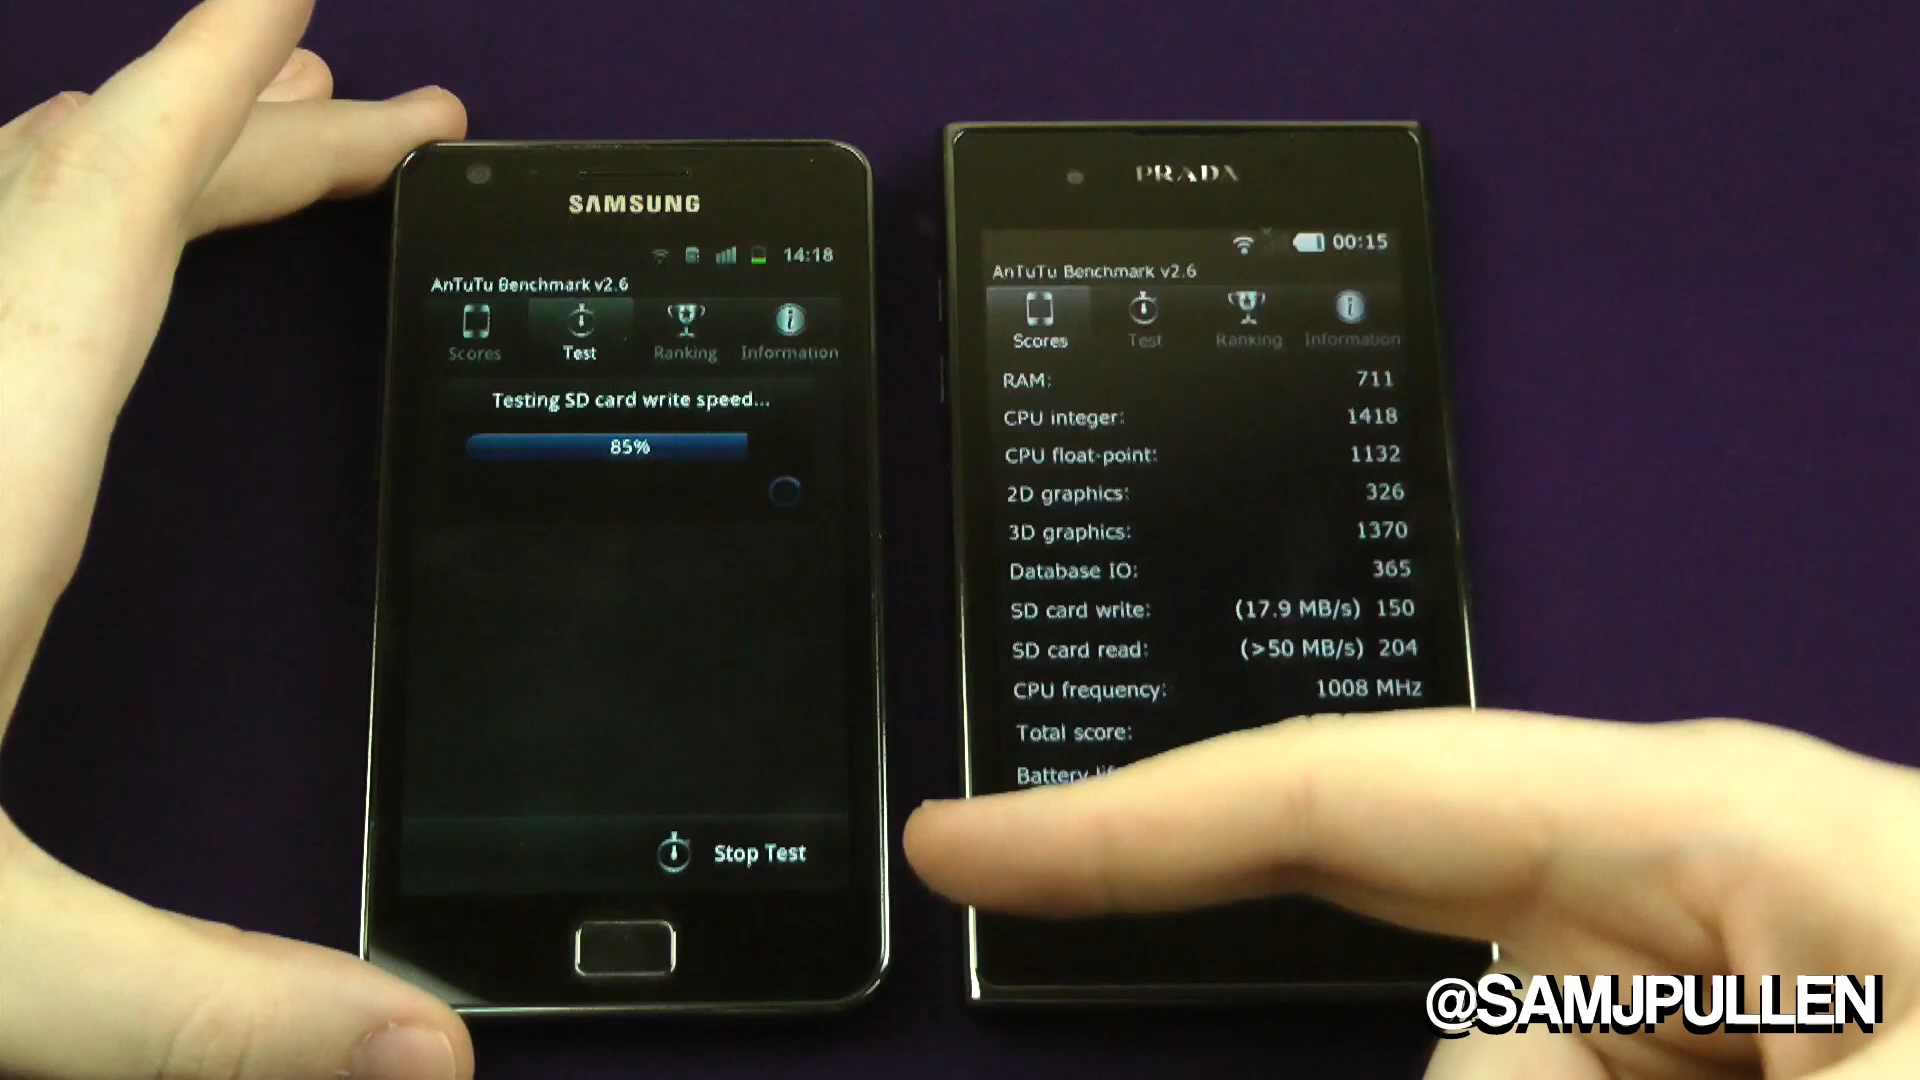 SAMSUNG
14:18
AnTuTu Benchmark v2.6
Scores Test Ranking Information
Testing SD card write speed...
85%
Stop Test
PRADA
00:15
AnTuTu Benchmark v2.6
Scores Test Ranking Information
RAM: 711
CPU integer: 1418
CPU float-point: 1132
2D graphics: 326
3D graphics: 1370
Database IO: 365
SD card write: (17.9 MB/s) 150
SD card read: (>50 MB/s) 204
CPU frequency: 1008 MHz
Total score:
Battery
@SAMJPULLEN